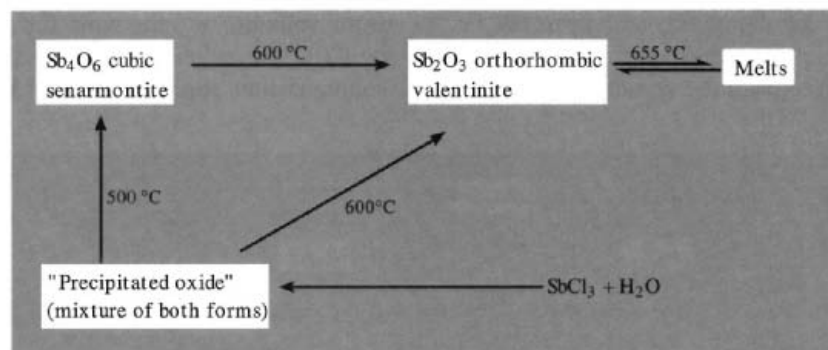 Sb₄O₆ cubic
senarmontite
600 °C
Sb₂O₃ orthorhombic
valentinite
655 °C
Melts
500 °C
600°C
"Precipitated oxide"
(mixture of both forms)
SbCl₃ + H₂O